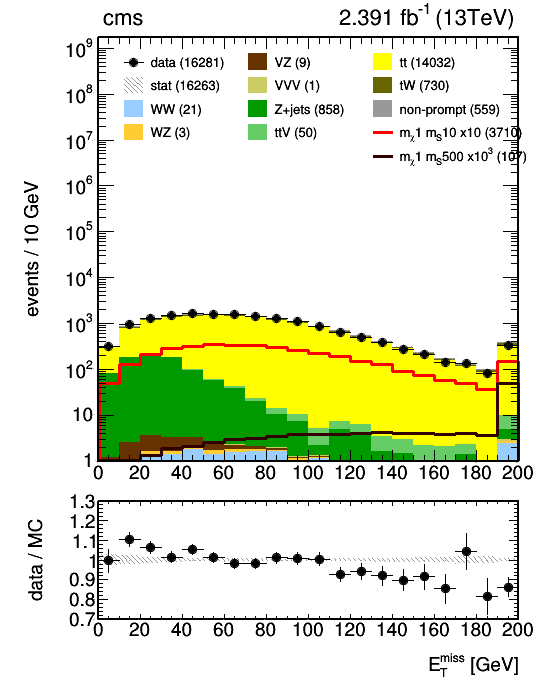 cms 2.391 fb⁻¹ (13TeV)
data (16281) VZ (9) tt (14032)
stat (16263) VVV (1) tW (730)
WW (21) Z+jets (858) non-prompt (559)
WZ (3) ttV (50) mχ1 mS10 x10 (3710)
mχ1 mS500 x10³ (107)
events / 10 GeV
10⁹
10⁸
10⁷
10⁶
10⁵
10⁴
10³
10²
10
1
0 20 40 60 80 100 120 140 160 180 200
data / MC
1.3
1.2
1.1
1
0.9
0.8
0.7
0 20 40 60 80 100 120 140 160 180 200
E_T^miss [GeV]